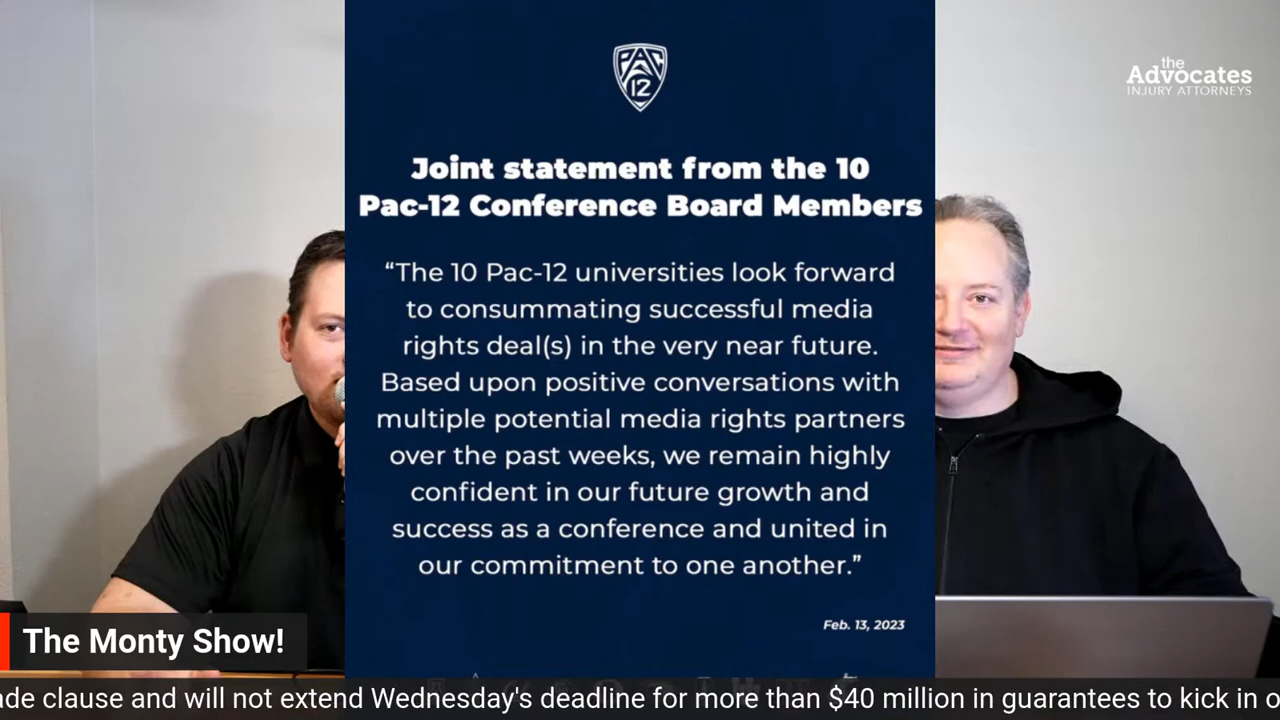 PAC
12
Joint statement from the 10
Pac-12 Conference Board Members
“The 10 Pac-12 universities look forward
to consummating successful media
rights deal(s) in the very near future.
Based upon positive conversations with
multiple potential media rights partners
over the past weeks, we remain highly
confident in our future growth and
success as a conference and united in
our commitment to one another.”
Feb. 13, 2023
the
Advocates
INJURY ATTORNEYS
The Monty Show!
clause and will not extend Wednesday's deadline for more than $40 million in guarantees to kick in